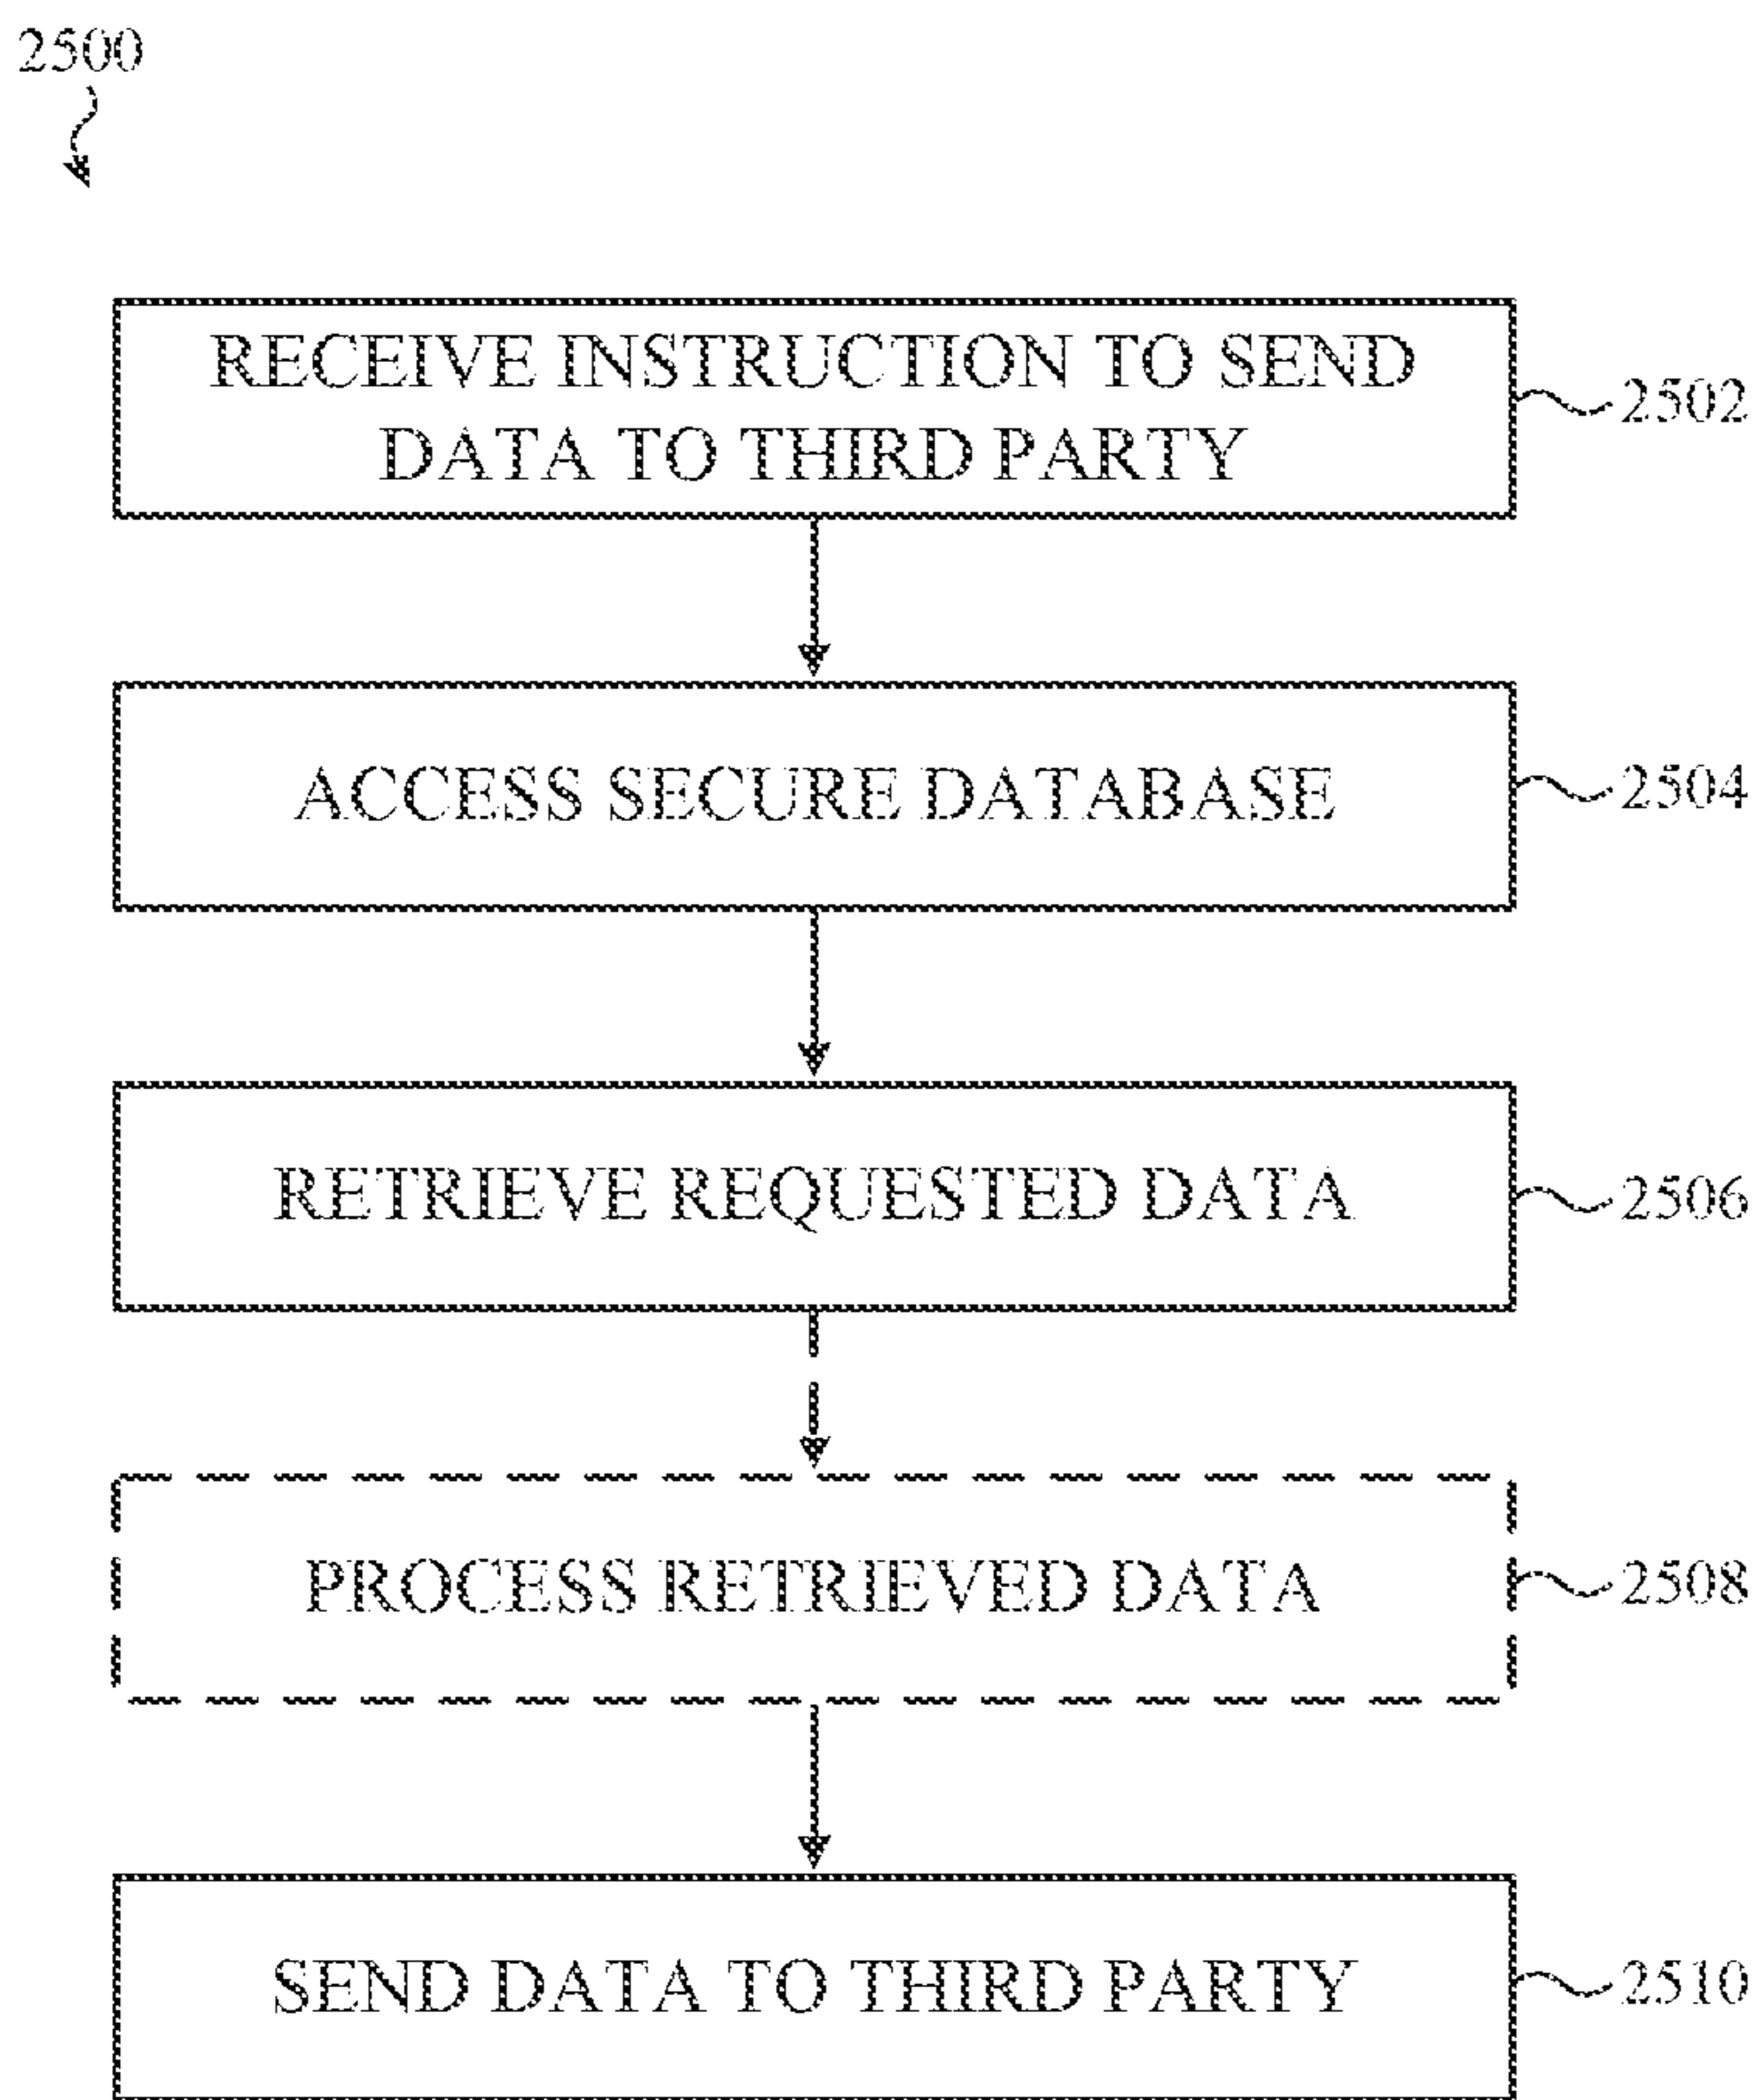 2500
RECEIVE INSTRUCTION TO SEND
DATA TO THIRD PARTY
2502
ACCESS SECURE DATABASE
2504
RETRIEVE REQUESTED DATA
2506
PROCESS RETRIEVED DATA
2508
SEND DATA TO THIRD PARTY
2510